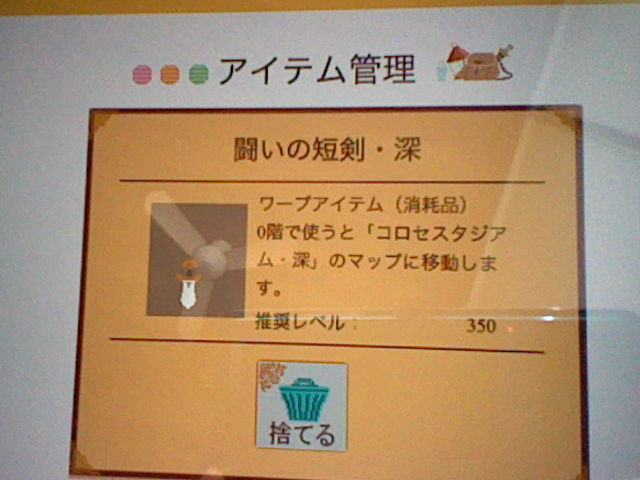 アイテム管理
闘いの短剣・深
ワープアイテム（消耗品）
0階で使うと「コロセスタジア
ム・深」のマップに移動しま
す。
推奨レベル： 350
捨てる